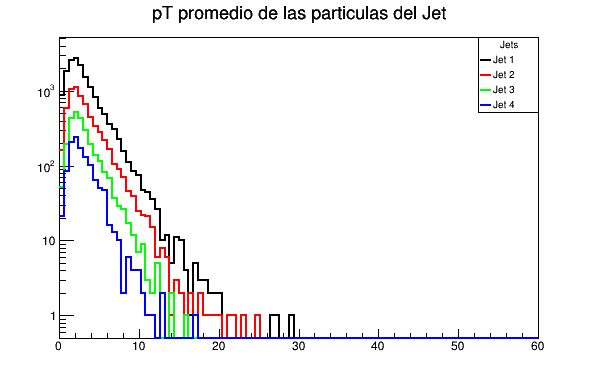 pT promedio de las particulas del Jet
Jets
Jet 1
Jet 2
Jet 3
Jet 4
10³
10²
10
1
0 10 20 30 40 50 60